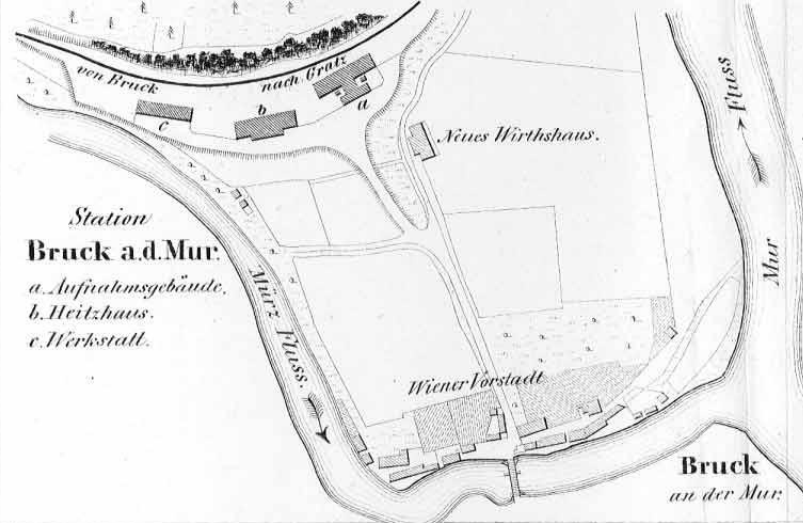 von Bruck
nach Gratz
a
b
c
Neues Wirthshaus.
Fluss
Mur
Station
Bruck a.d.Mur.
a. Aufnahmsgebäude.
b. Heitzhaus.
c. Werkstatt.
Mürz Fluss.
Wiener Vorstadt
Bruck
an der Mur.